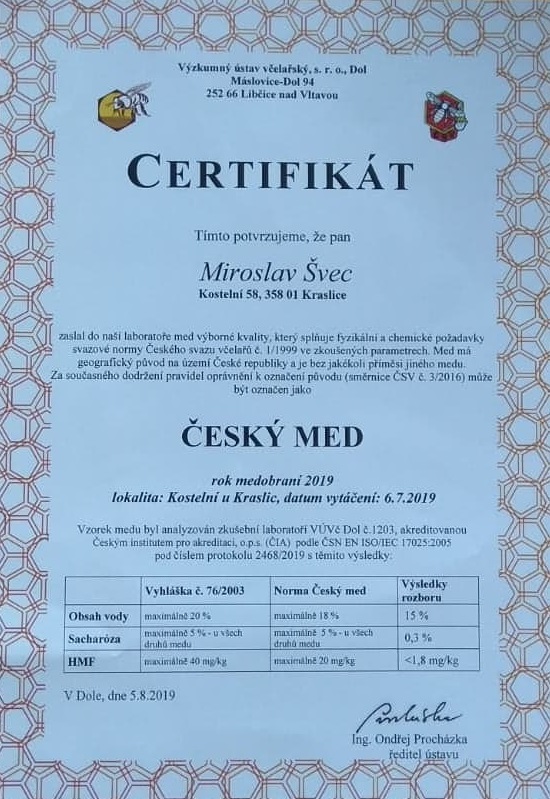 Výzkumný ústav včelařský, s. r. o., Dol
Máslovice-Dol 94
252 66 Libčice nad Vltavou
CERTIFIKÁT
Tímto potvrzujeme, že pan
Miroslav Švec
Kostelní 58, 358 01 Kraslice
zaslal do naší laboratoře med výborné kvality, který splňuje fyzikální a chemické požadavky
svazové normy Českého svazu včelařů č. 1/1999 ve zkoušených parametrech. Med má
geografický původ na území České republiky a je bez jakékoli příměsi jiného medu.
Za současného dodržení pravidel oprávnění k označení původu (směrnice ČSV č. 3/2016) může
být označen jako
ČESKÝ MED
rok medobraní 2019
lokalita: Kostelní u Kraslic, datum vytáčení: 6.7.2019
Vzorek medu byl analyzován zkušební laboratoří VÚVč Dol č.1203, akreditovanou
Českým institutem pro akreditaci, o.p.s. (ČIA) podle ČSN EN ISO/IEC 17025:2005
pod číslem protokolu 2468/2019 s těmito výsledky:
Vyhláška č. 76/2003 Norma Český med Výsledky rozboru
Obsah vody maximálně 20 % maximálně 18 % 15 %
Sacharóza maximálně 5 % - u všech druhů medu maximálně 5 % - u všech druhů medu 0,3 %
HMF maximálně 40 mg/kg maximálně 20 mg/kg <1,8 mg/kg
V Dole, dne 5.8.2019
Ing. Ondřej Procházka
ředitel ústavu